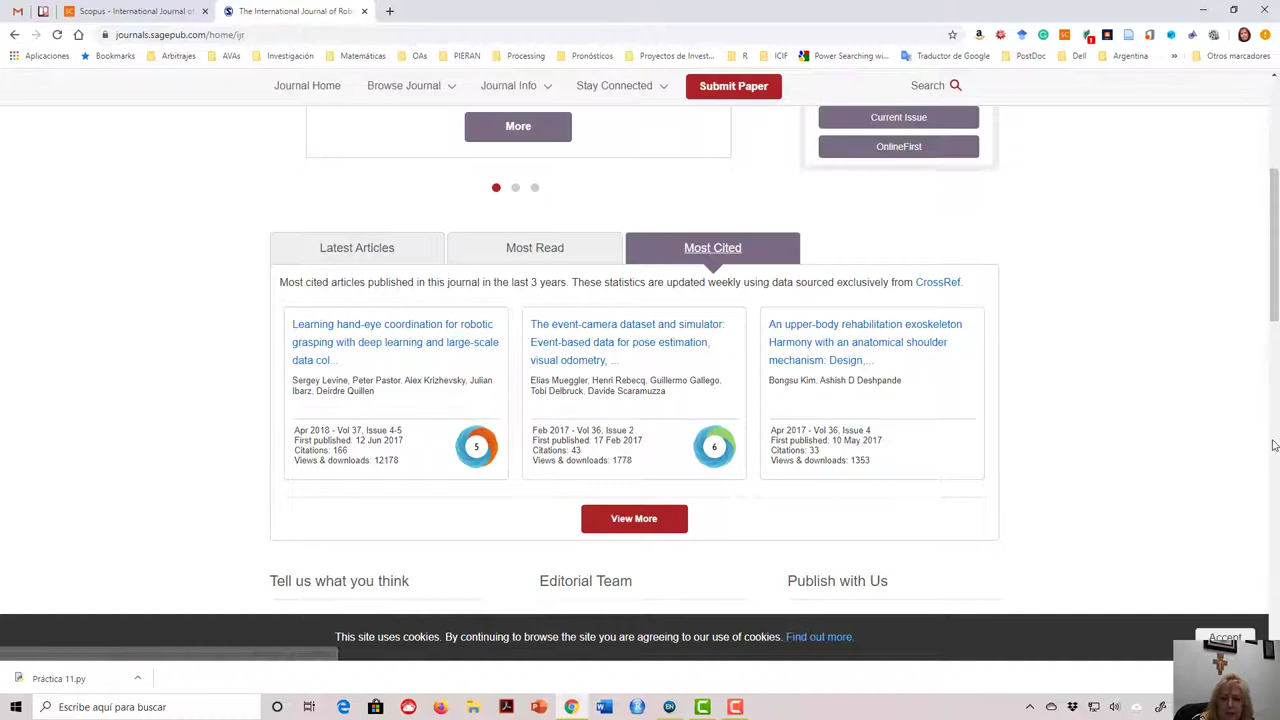 Scopus - International Journal of
The International Journal of Rob
journals.sagepub.com/home/ijr
Aplicaciones
Bookmarks
Arbitrajes
AVAs
Investigación
Matemáticas
QAQ
PIERAN
Processing
Pronósticos
Proyectos de Invest...
R
ICIF
Power Searching wi...
Traductor de Google
PostDoc
Dell
Argentina
»
Otros marcadores
Journal Home
Browse Journal
Journal Info
Stay Connected
Submit Paper
Search
More
Current Issue
OnlineFirst
Latest Articles
Most Read
Most Cited
Most cited articles published in this journal in the last 3 years. These statistics are updated weekly using data sourced exclusively from CrossRef.
Learning hand-eye coordination for robotic
grasping with deep learning and large-scale
data col...
Sergey Levine, Peter Pastor, Alex Krizhevsky, Julian
Ibarz, Deirdre Quillen
Apr 2018 - Vol 37, Issue 4-5
First published: 12 Jun 2017
Citations: 166
Views & downloads: 12178
5
The event-camera dataset and simulator:
Event-based data for pose estimation,
visual odometry, ...
Elias Mueggler, Henri Rebecq, Guillermo Gallego,
Tobi Delbruck, Davide Scaramuzza
Feb 2017 - Vol 36, Issue 2
First published: 17 Feb 2017
Citations: 43
Views & downloads: 1778
6
An upper-body rehabilitation exoskeleton
Harmony with an anatomical shoulder
mechanism: Design,...
Bongsu Kim, Ashish D Deshpande
Apr 2017 - Vol 36, Issue 4
First published: 10 May 2017
Citations: 33
Views & downloads: 1353
View More
Tell us what you think
Editorial Team
Publish with Us
This site uses cookies. By continuing to browse the site you are agreeing to our use of cookies. Find out more.
Accept
Práctica 11.py
Escribe aquí para buscar